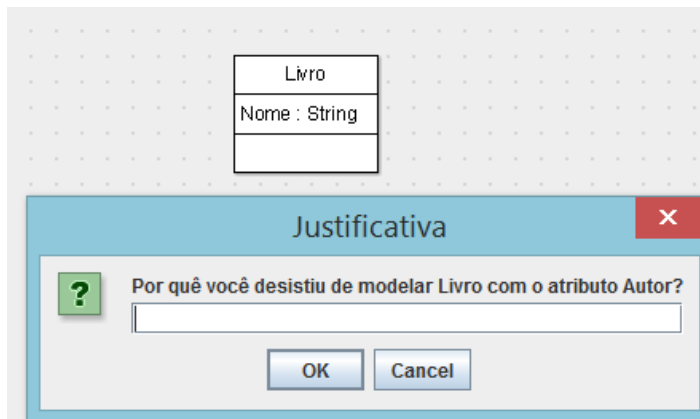 Livro
Nome : String
Justificativa
x
?
Por quê você desistiu de modelar Livro com o atributo Autor?
OK
Cancel